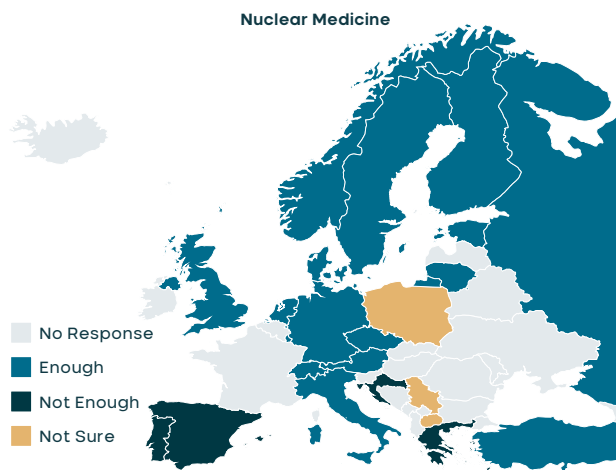 Nuclear Medicine
No Response
Enough
Not Enough
Not Sure